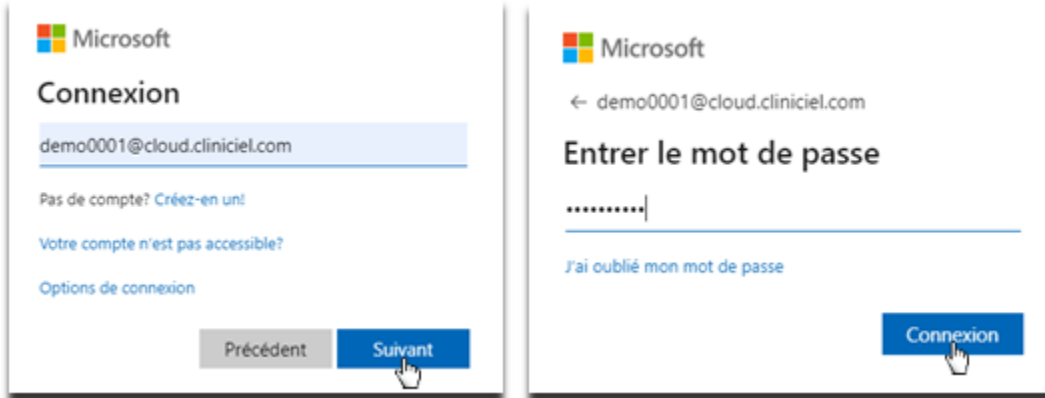 Microsoft
Connexion
demo0001@cloud.cliniciel.com
Pas de compte? Créez-en un!
Votre compte n'est pas accessible?
Options de connexion
Précédent
Suivant
Microsoft
← demo0001@cloud.cliniciel.com
Entrer le mot de passe
••••••••••
J'ai oublié mon mot de passe
Connexion